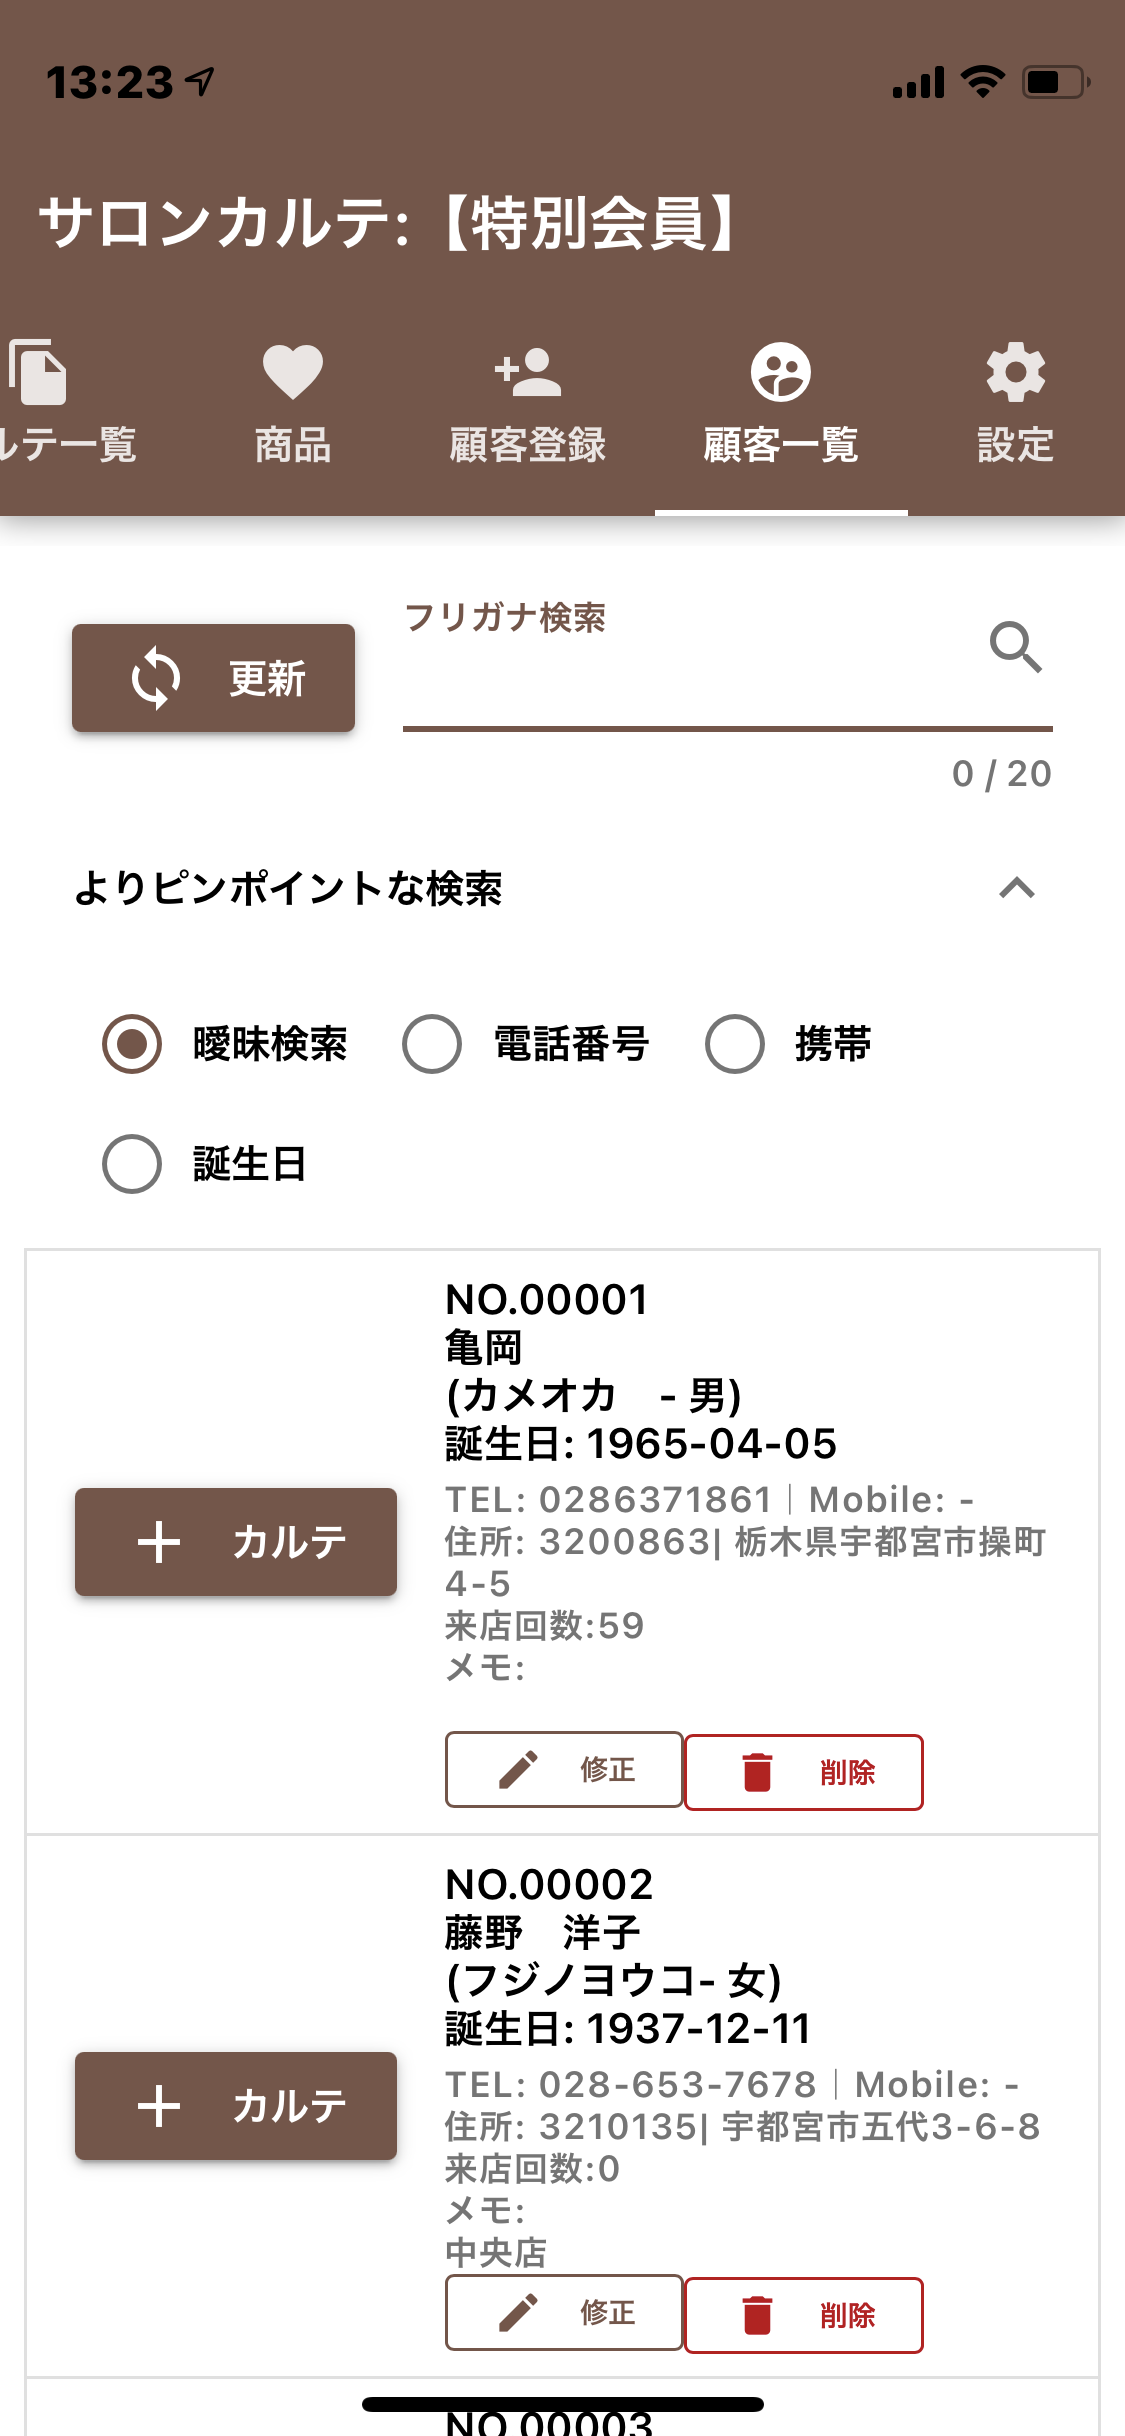 13:23
サロンカルテ:【特別会員】
ルテ一覧 商品 顧客登録 顧客一覧 設定
フリガナ検索
更新
0 / 20
よりピンポイントな検索
曖昧検索 電話番号 携帯
誕生日
NO.00001
亀岡
(カメオカ　- 男)
誕生日: 1965-04-05
TEL: 0286371861｜Mobile: -
住所: 3200863| 栃木県宇都宮市操町
4-5
来店回数:59
メモ:
カルテ
修正 削除
NO.00002
藤野　洋子
(フジノヨウコ- 女)
誕生日: 1937-12-11
TEL: 028-653-7678｜Mobile: -
住所: 3210135| 宇都宮市五代3-6-8
来店回数:0
メモ:
中央店
カルテ
修正 削除
NO.00003